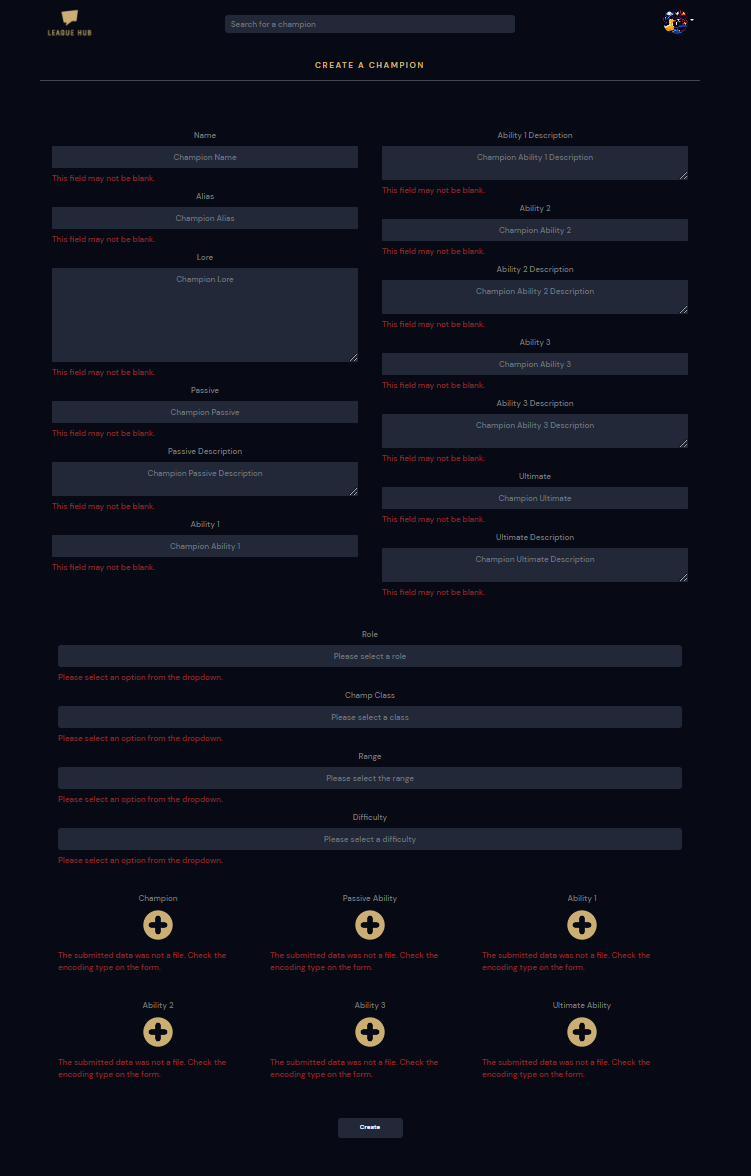 LEAGUE HUB
Search for a champion
CREATE A CHAMPION
Name
Champion Name
This field may not be blank.
Alias
Champion Alias
This field may not be blank.
Lore
Champion Lore
This field may not be blank.
Passive
Champion Passive
This field may not be blank.
Passive Description
Champion Passive Description
This field may not be blank.
Ability 1
Champion Ability 1
This field may not be blank.
Ability 1 Description
Champion Ability 1 Description
This field may not be blank.
Ability 2
Champion Ability 2
This field may not be blank.
Ability 2 Description
Champion Ability 2 Description
This field may not be blank.
Ability 3
Champion Ability 3
This field may not be blank.
Ability 3 Description
Champion Ability 3 Description
This field may not be blank.
Ultimate
Champion Ultimate
This field may not be blank.
Ultimate Description
Champion Ultimate Description
This field may not be blank.
Role
Please select a role
Please select an option from the dropdown.
Champ Class
Please select a class
Please select an option from the dropdown.
Range
Please select the range
Please select an option from the dropdown.
Difficulty
Please select a difficulty
Please select an option from the dropdown.
Champion
The submitted data was not a file. Check the
encoding type on the form.
Passive Ability
The submitted data was not a file. Check the
encoding type on the form.
Ability 1
The submitted data was not a file. Check the
encoding type on the form.
Ability 2
The submitted data was not a file. Check the
encoding type on the form.
Ability 3
The submitted data was not a file. Check the
encoding type on the form.
Ultimate Ability
The submitted data was not a file. Check the
encoding type on the form.
Create